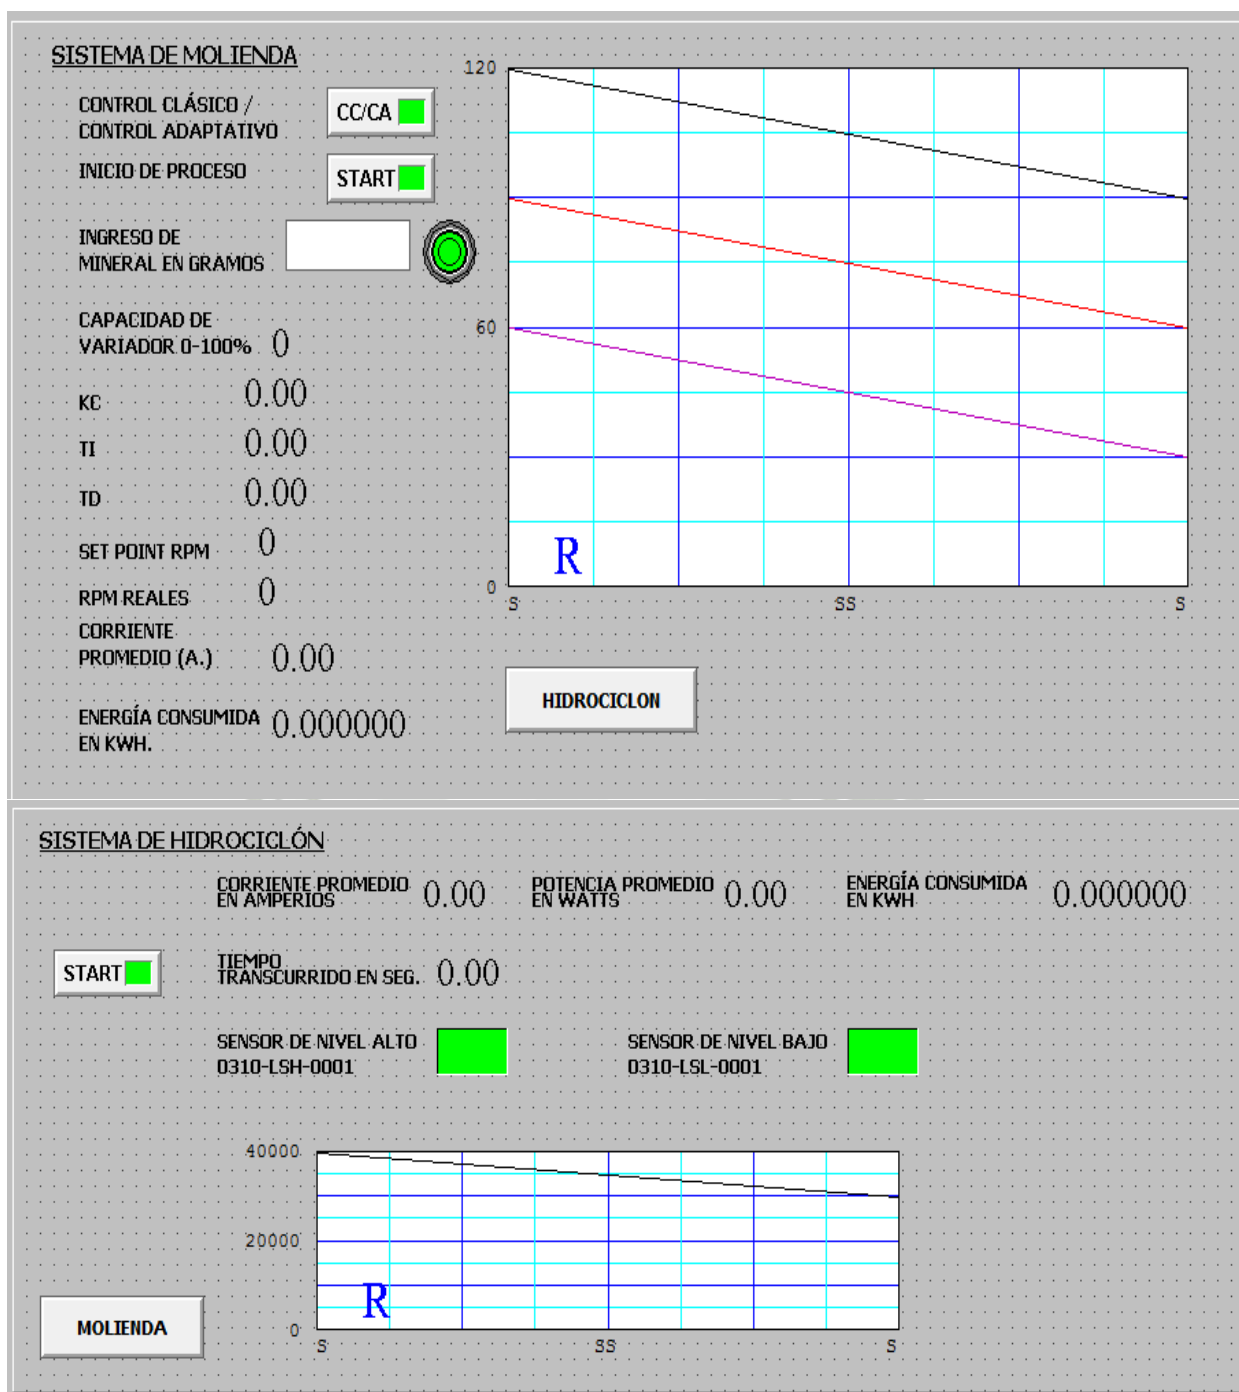 SISTEMA DE MOLIENDA
CONTROL CLÁSICO /
CONTROL ADAPTATIVO
CC/CA
INICIO DE PROCESO
START
INGRESO DE
MINERAL EN GRAMOS
CAPACIDAD DE
VARIADOR 0-100% 0
KC 0.00
TI 0.00
TD 0.00
SET POINT RPM 0
RPM REALES 0
CORRIENTE
PROMEDIO (A.) 0.00
ENERGÍA CONSUMIDA
EN KWH. 0.000000
120
60
0
R
S SS S
HIDROCICLON
SISTEMA DE HIDROCICLÓN
CORRIENTE PROMEDIO
EN AMPERIOS 0.00
POTENCIA PROMEDIO
EN WATTS 0.00
ENERGÍA CONSUMIDA
EN KWH 0.000000
START
TIEMPO
TRANSCURRIDO EN SEG. 0.00
SENSOR DE NIVEL ALTO
0310-LSH-0001
SENSOR DE NIVEL BAJO
0310-LSL-0001
40000
20000
0
R
S SS S
MOLIENDA